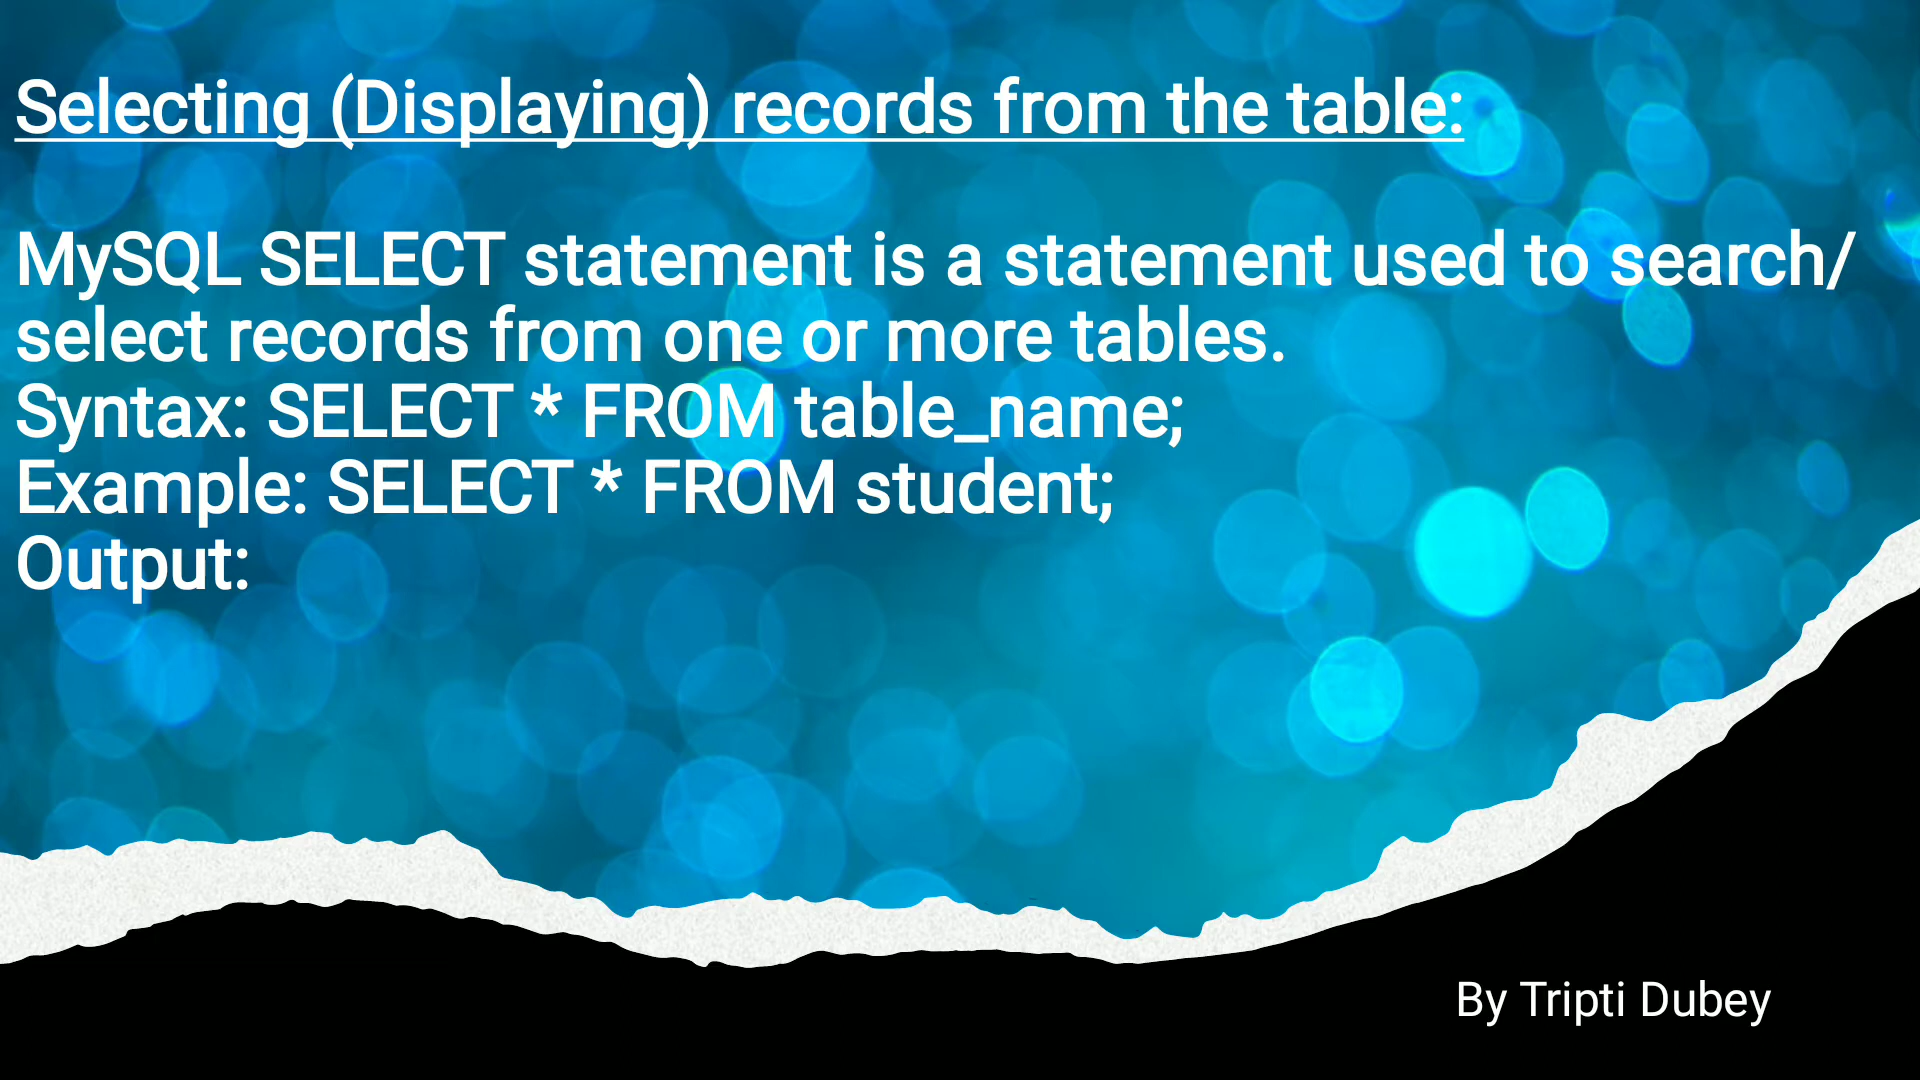 Selecting (Displaying) records from the table:
MySQL SELECT statement is a statement used to search/
select records from one or more tables.
Syntax: SELECT * FROM table_name;
Example: SELECT * FROM student;
Output:
By Tripti Dubey